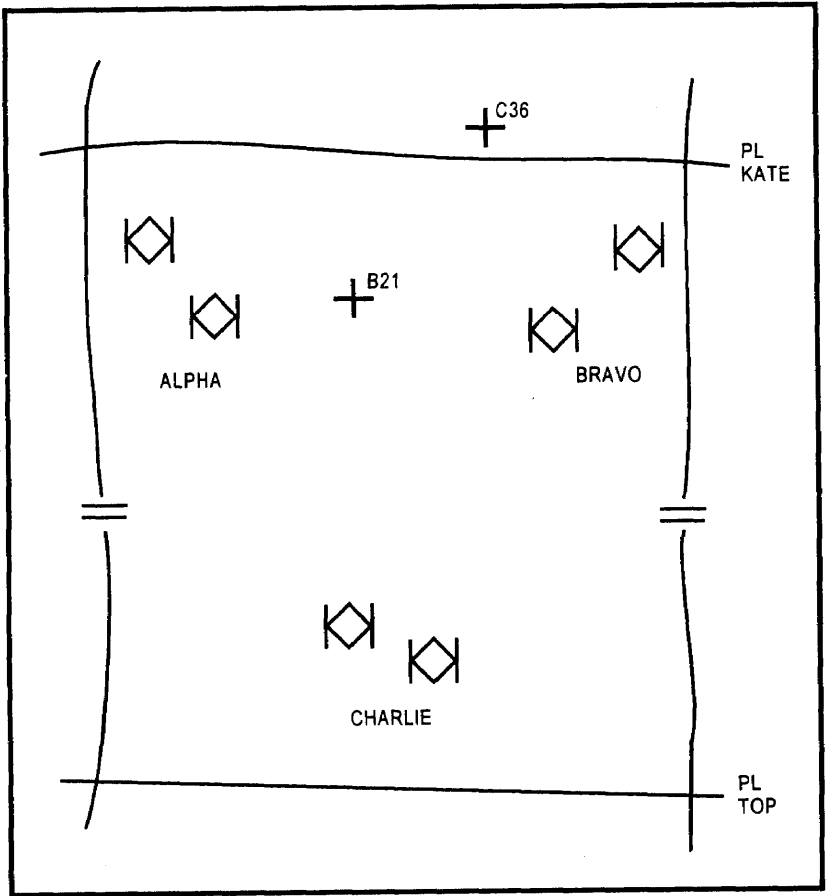 C36
PL
KATE
B21
ALPHA
BRAVO
CHARLIE
PL
TOP